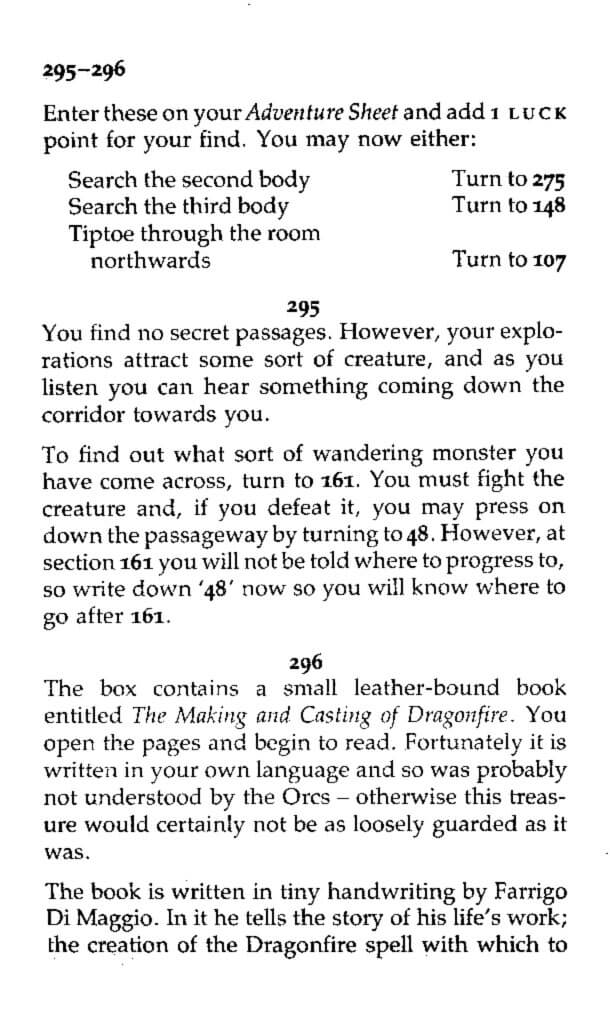 295–296
Enter these on your Adventure Sheet and add 1 LUCK
point for your find. You may now either:
Search the second body Turn to 275
Search the third body Turn to 148
Tiptoe through the room
northwards Turn to 107
295
You find no secret passages. However, your explo-
rations attract some sort of creature, and as you
listen you can hear something coming down the
corridor towards you.
To find out what sort of wandering monster you
have come across, turn to 161. You must fight the
creature and, if you defeat it, you may press on
down the passageway by turning to 48. However, at
section 161 you will not be told where to progress to,
so write down ‘48’ now so you will know where to
go after 161.
296
The box contains a small leather-bound book
entitled The Making and Casting of Dragonfire. You
open the pages and begin to read. Fortunately it is
written in your own language and so was probably
not understood by the Orcs – otherwise this treas-
ure would certainly not be as loosely guarded as it
was.
The book is written in tiny handwriting by Farrigo
Di Maggio. In it he tells the story of his life’s work;
the creation of the Dragonfire spell with which to